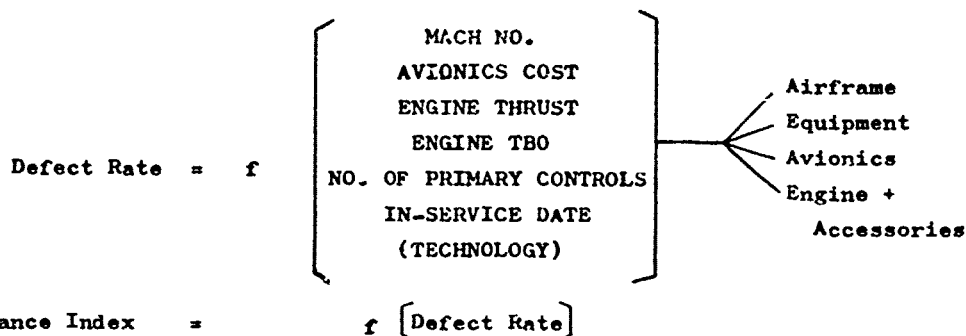 MACH NO.
AVIONICS COST
ENGINE THRUST
ENGINE TBO
Defect Rate = f
NO. OF PRIMARY CONTROLS
IN-SERVICE DATE
(TECHNOLOGY)
Airframe
Equipment
Avionics
Engine +
Accessories
ance Index = f [Defect Rate]